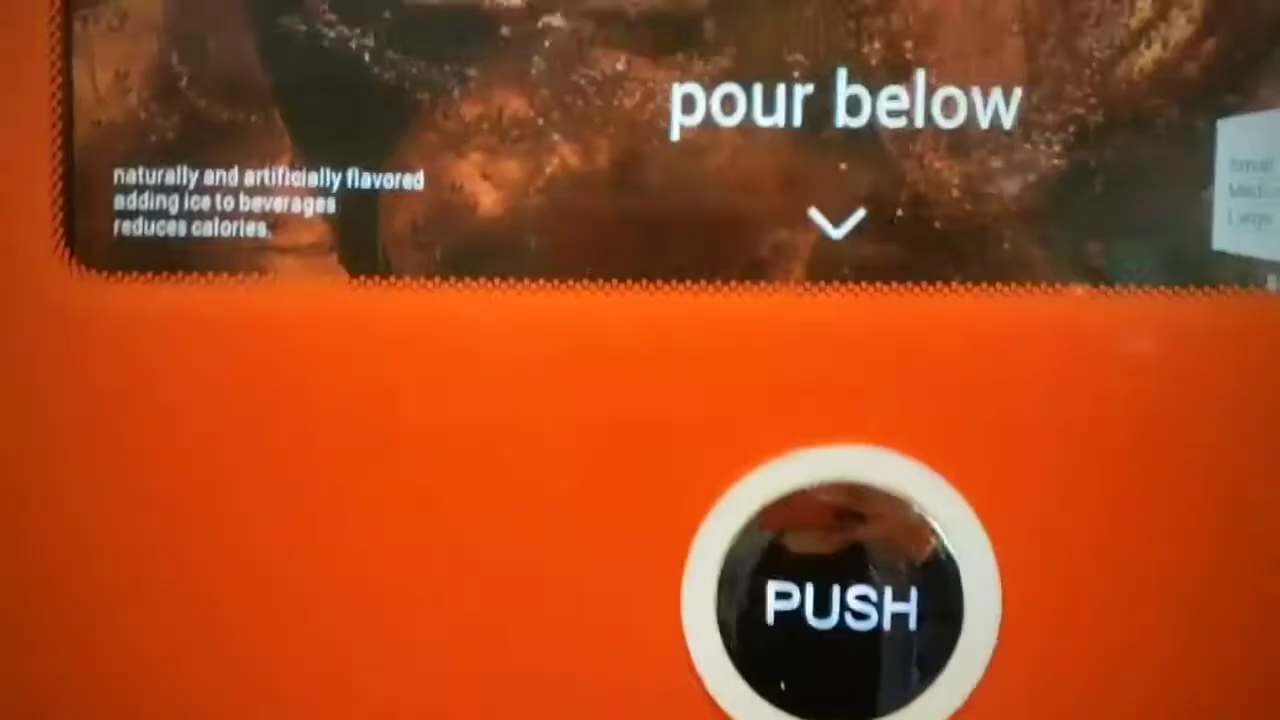 pour below
naturally and artificially flavored
adding ice to beverages
reduces calories.
PUSH